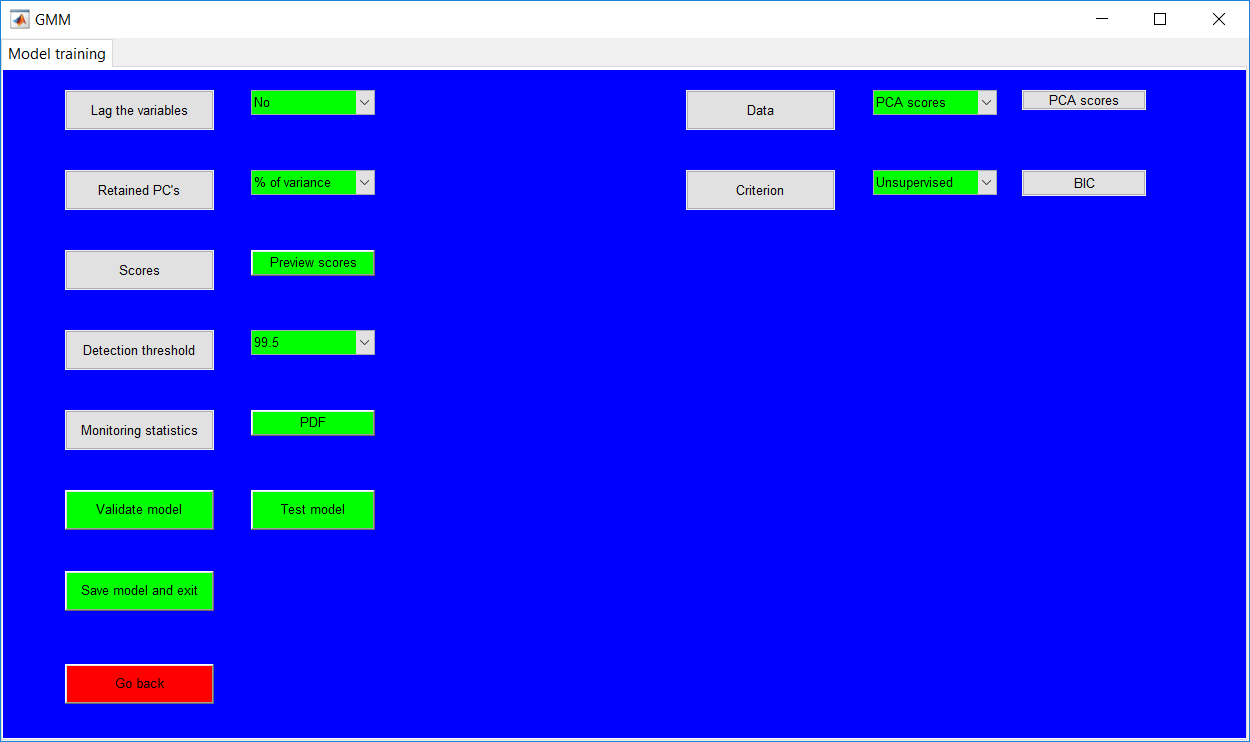 GMM
Model training
Lag the variables
No
Data
PCA scores
PCA scores
Retained PC's
% of variance
Criterion
Unsupervised
BIC
Scores
Preview scores
Detection threshold
99.5
Monitoring statistics
PDF
Validate model
Test model
Save model and exit
Go back